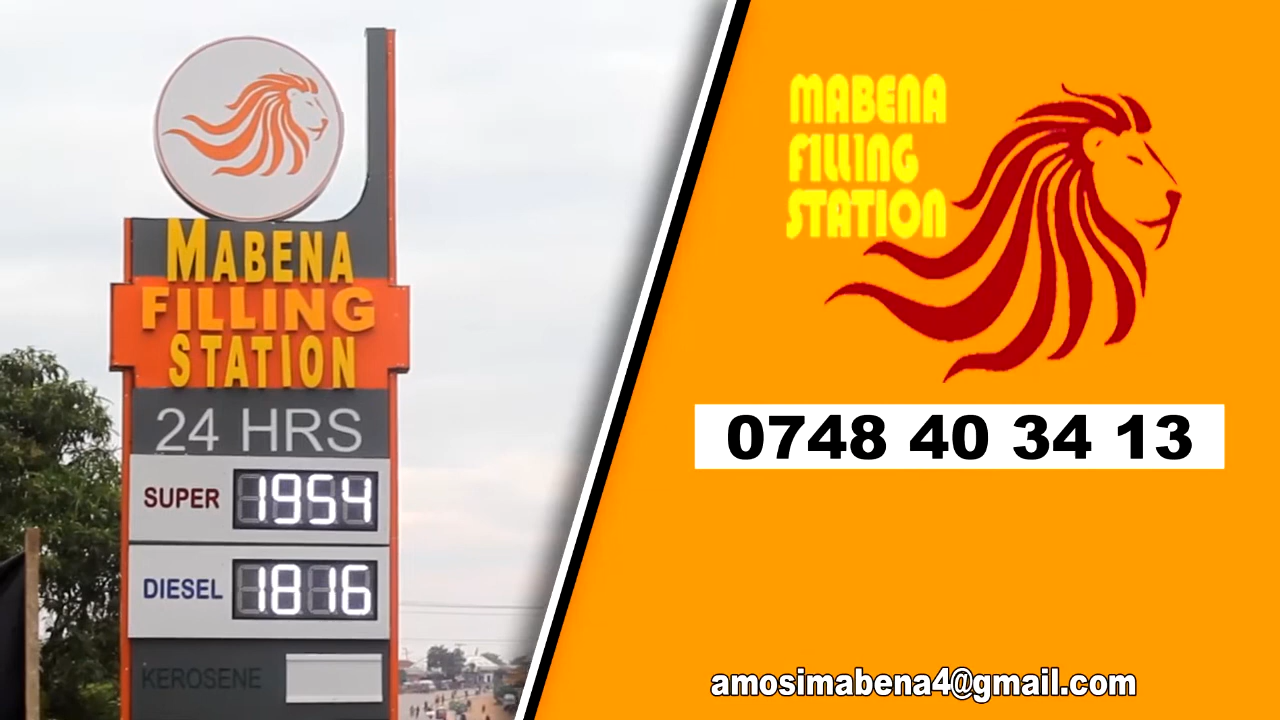 MABENA
FILLING
STATION
24 HRS
SUPER 1954
DIESEL 1816
KEROSENE
MABENA
FILLING
STATION
0748 40 34 13
amosimabena4@gmail.com